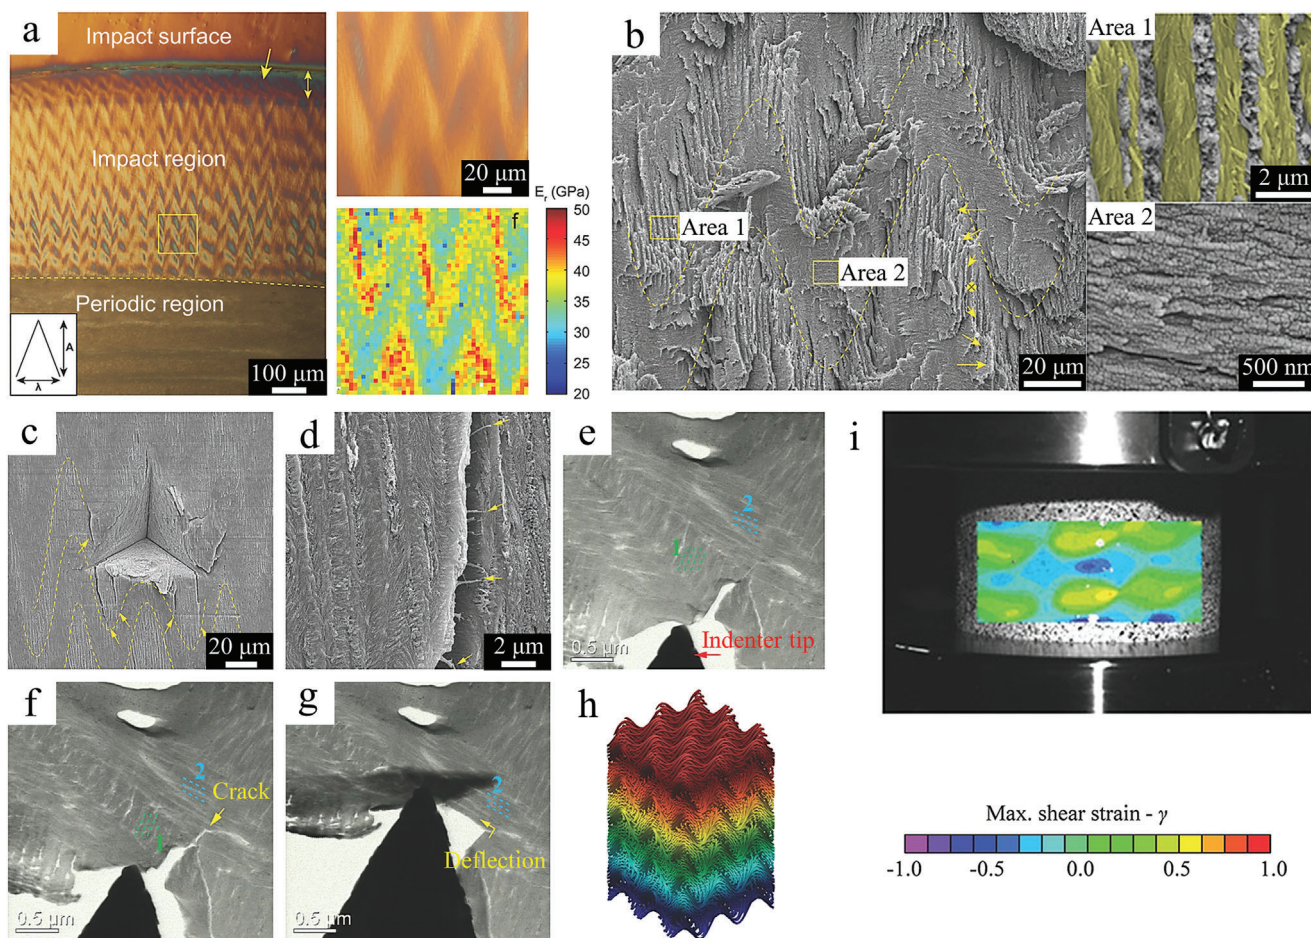 a
Impact surface
Impact region
Periodic region
A
λ
100 μm
20 μm
Er (GPa)
f
50
45
40
35
30
25
20
b
Area 1
Area 2
20 μm
Area 1
2 μm
Area 2
500 nm
c
20 μm
d
2 μm
e
2
1
Indenter tip
0.5 μm
f
2
Crack
1
0.5 μm
g
2
Deflection
0.5 μm
h
i
Max. shear strain - γ
-1.0 -0.5 0.0 0.5 1.0